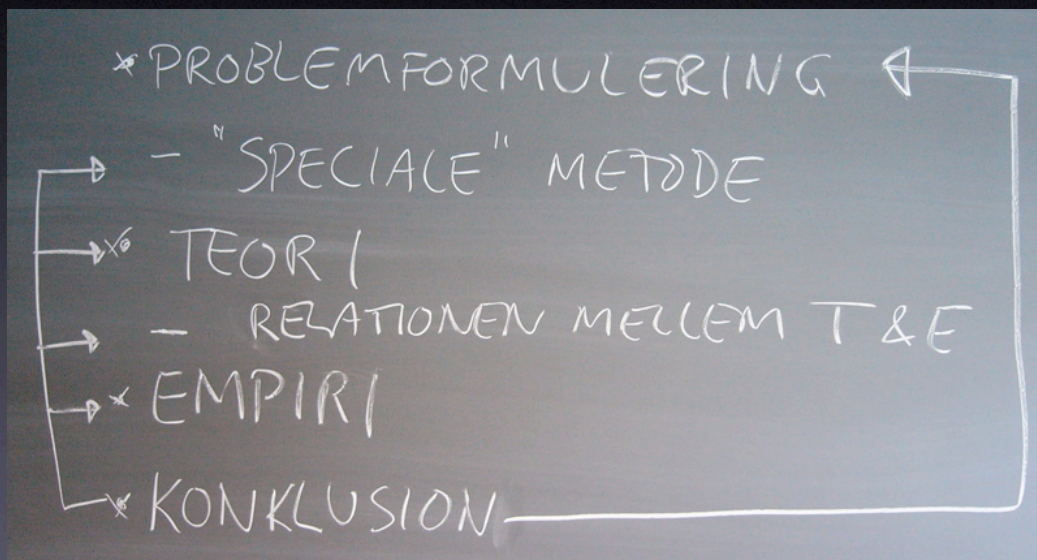 * PROBLEMFORMULERING
- "SPECIALE" METODE
* TEORI
- RELATIONEN MELLEM T & E
* EMPIRI
* KONKLUSION